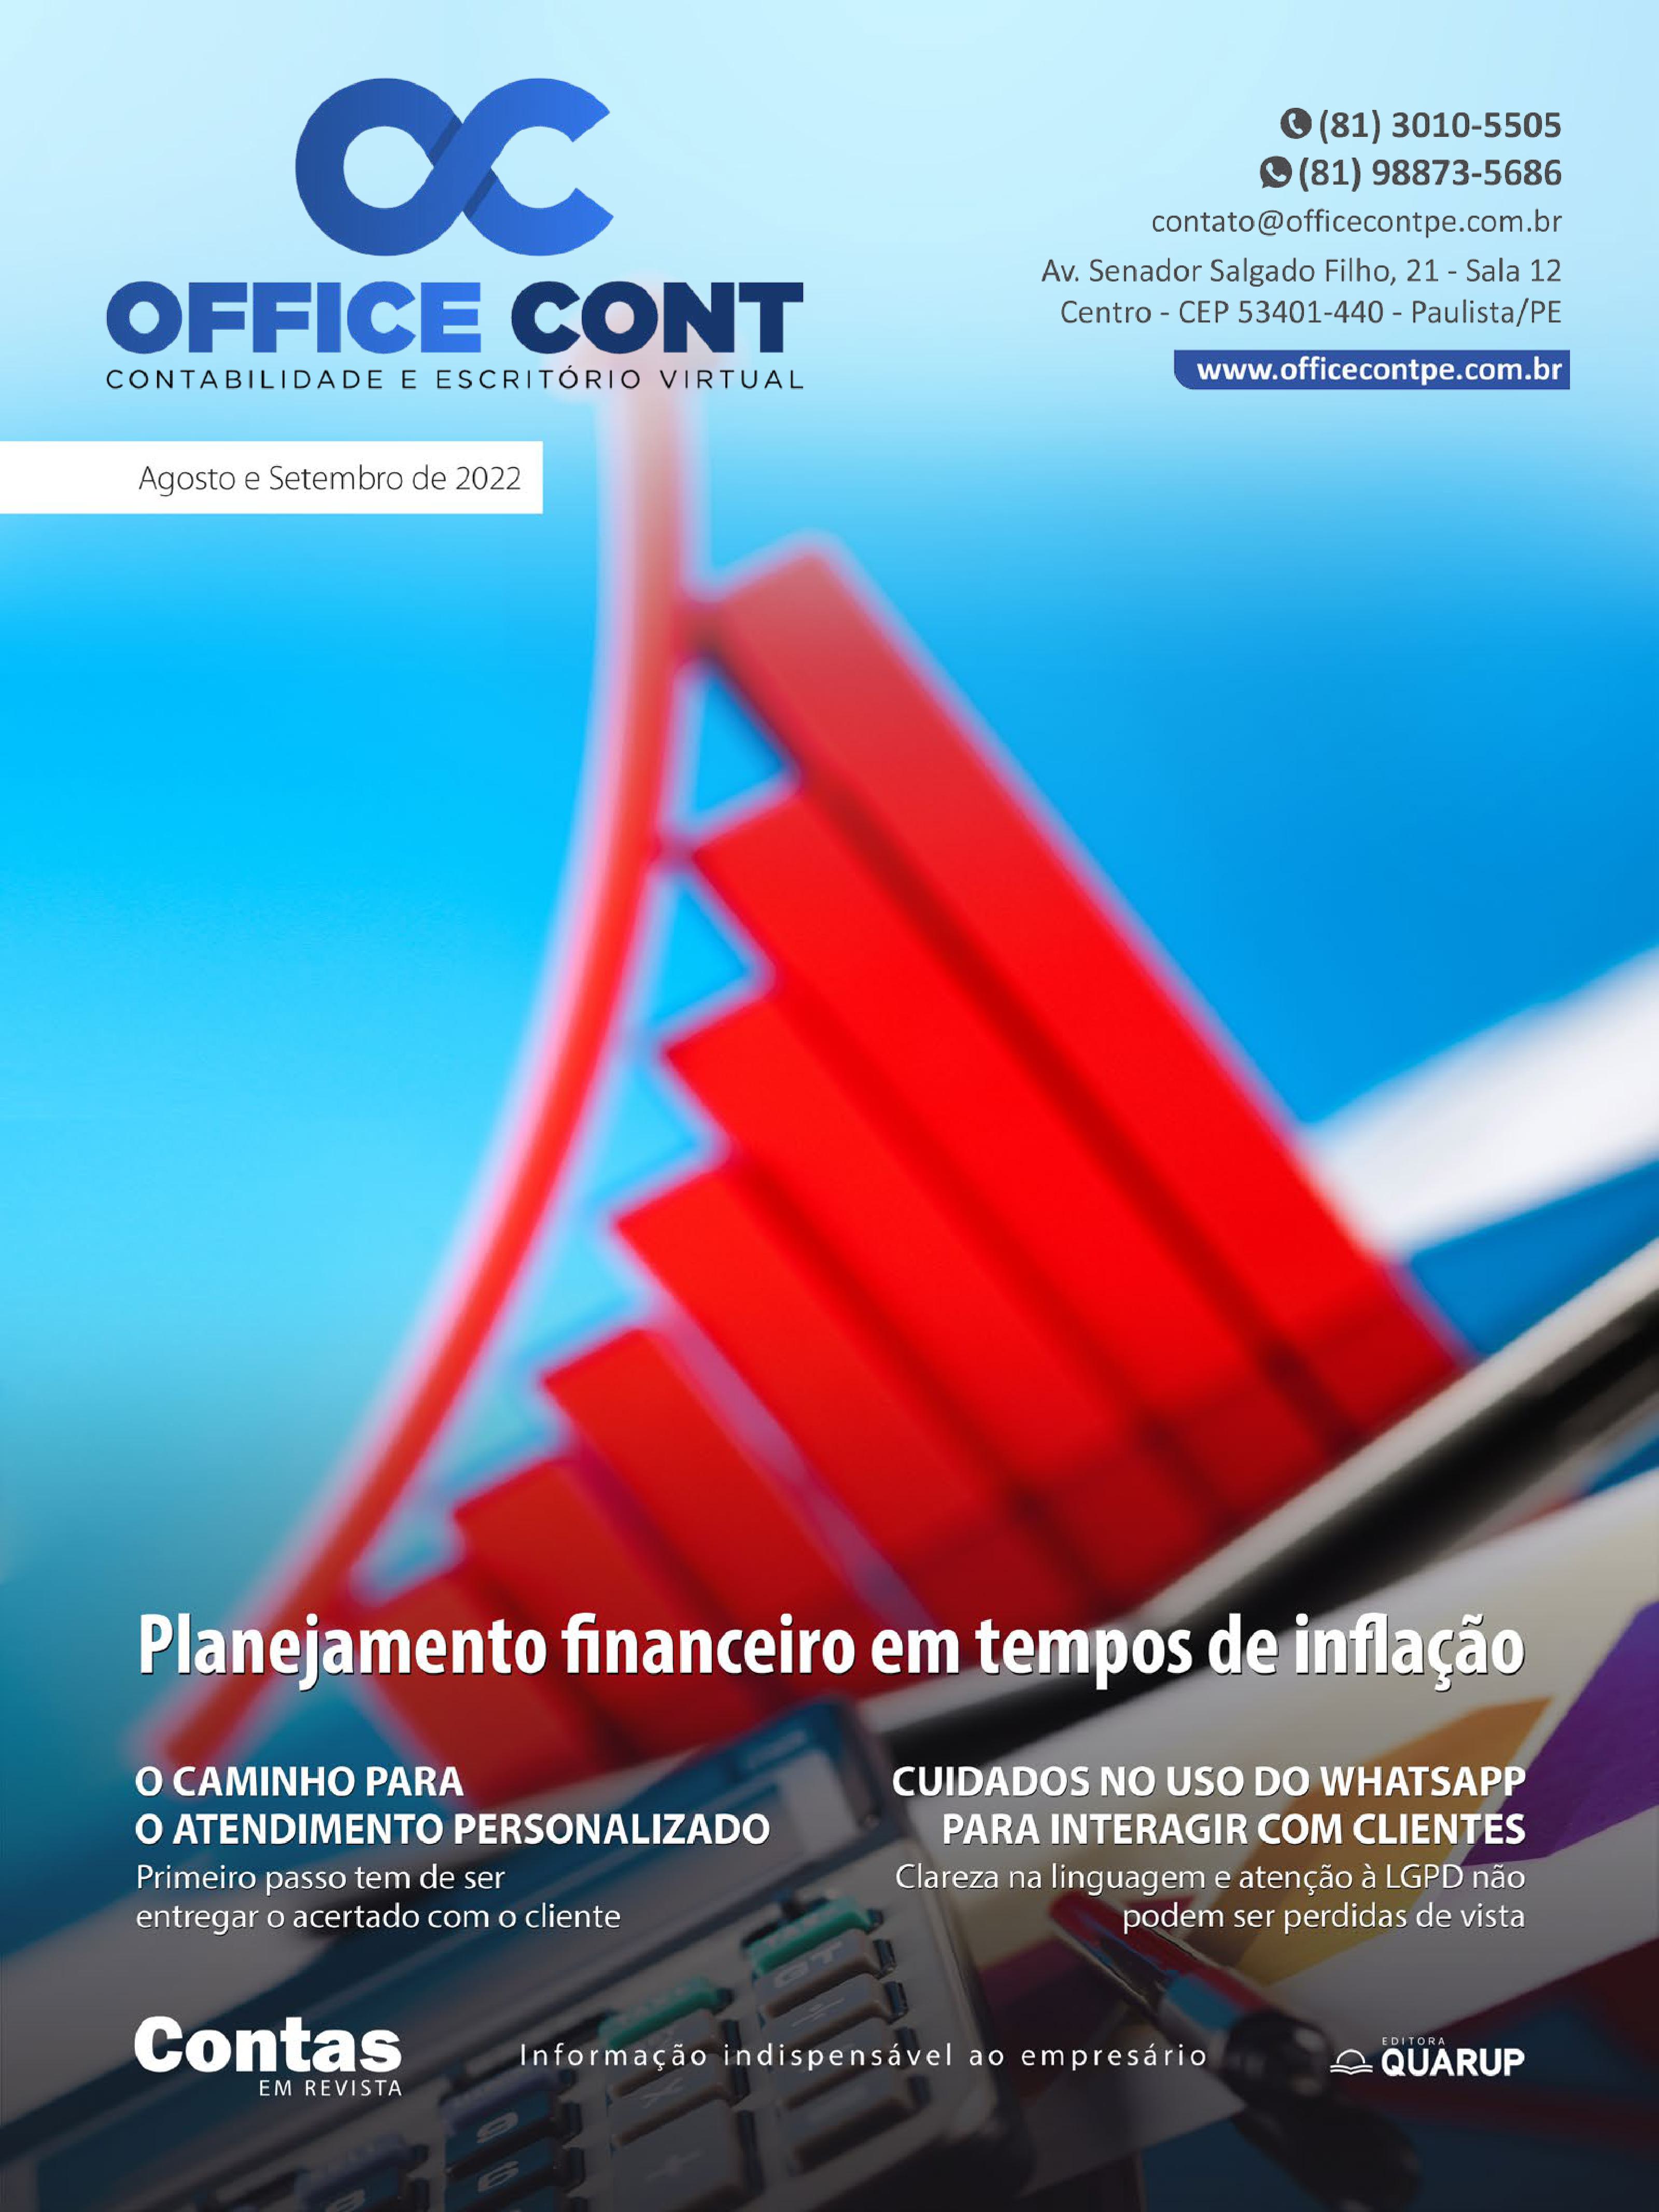 OC
OFFICE CONT
CONTABILIDADE E ESCRITÓRIO VIRTUAL
(81) 3010-5505
(81) 98873-5686
contato@officecontpe.com.br
Av. Senador Salgado Filho, 21 - Sala 12
Centro - CEP 53401-440 - Paulista/PE
www.officecontpe.com.br
Agosto e Setembro de 2022
Planejamento financeiro em tempos de inflação
O CAMINHO PARA
O ATENDIMENTO PERSONALIZADO
Primeiro passo tem de ser
entregar o acertado com o cliente
CUIDADOS NO USO DO WHATSAPP
PARA INTERAGIR COM CLIENTES
Clareza na linguagem e atenção à LGPD não
podem ser perdidas de vista
Contas
EM REVISTA
Informação indispensável ao empresário
EDITORA
QUARUP
GT
9
6